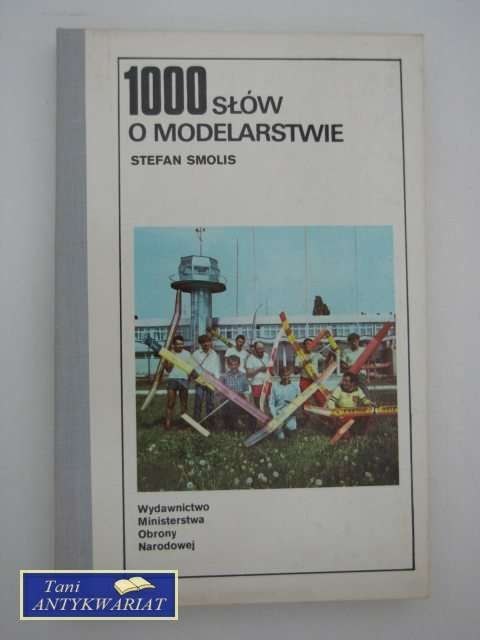 1000 SŁÓW
O MODELARSTWIE
STEFAN SMOLIS
Wydawnictwo
Ministerstwa
Obrony
Narodowej
Tani
ANTYKWARIAT